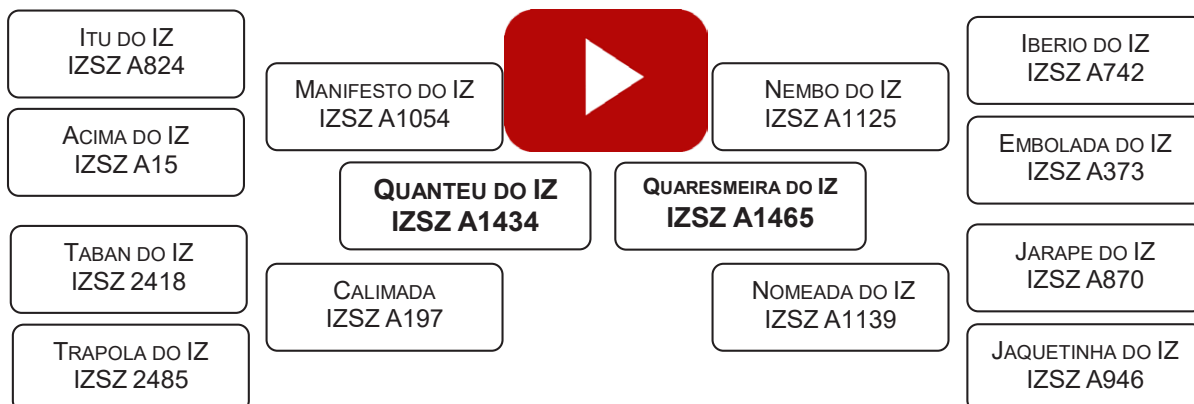 ITU DO IZ
IZSZ A824
ACIMA DO IZ
IZSZ A15
MANIFESTO DO IZ
IZSZ A1054
QUANTEU DO IZ
IZSZ A1434
TABAN DO IZ
IZSZ 2418
TRAPOLA DO IZ
IZSZ 2485
CALIMADA
IZSZ A197
NEMBO DO IZ
IZSZ A1125
IBERIO DO IZ
IZSZ A742
EMBOLADA DO IZ
IZSZ A373
QUARESMEIRA DO IZ
IZSZ A1465
NOMEADA DO IZ
IZSZ A1139
JARAPE DO IZ
IZSZ A870
JAQUETINHA DO IZ
IZSZ A946